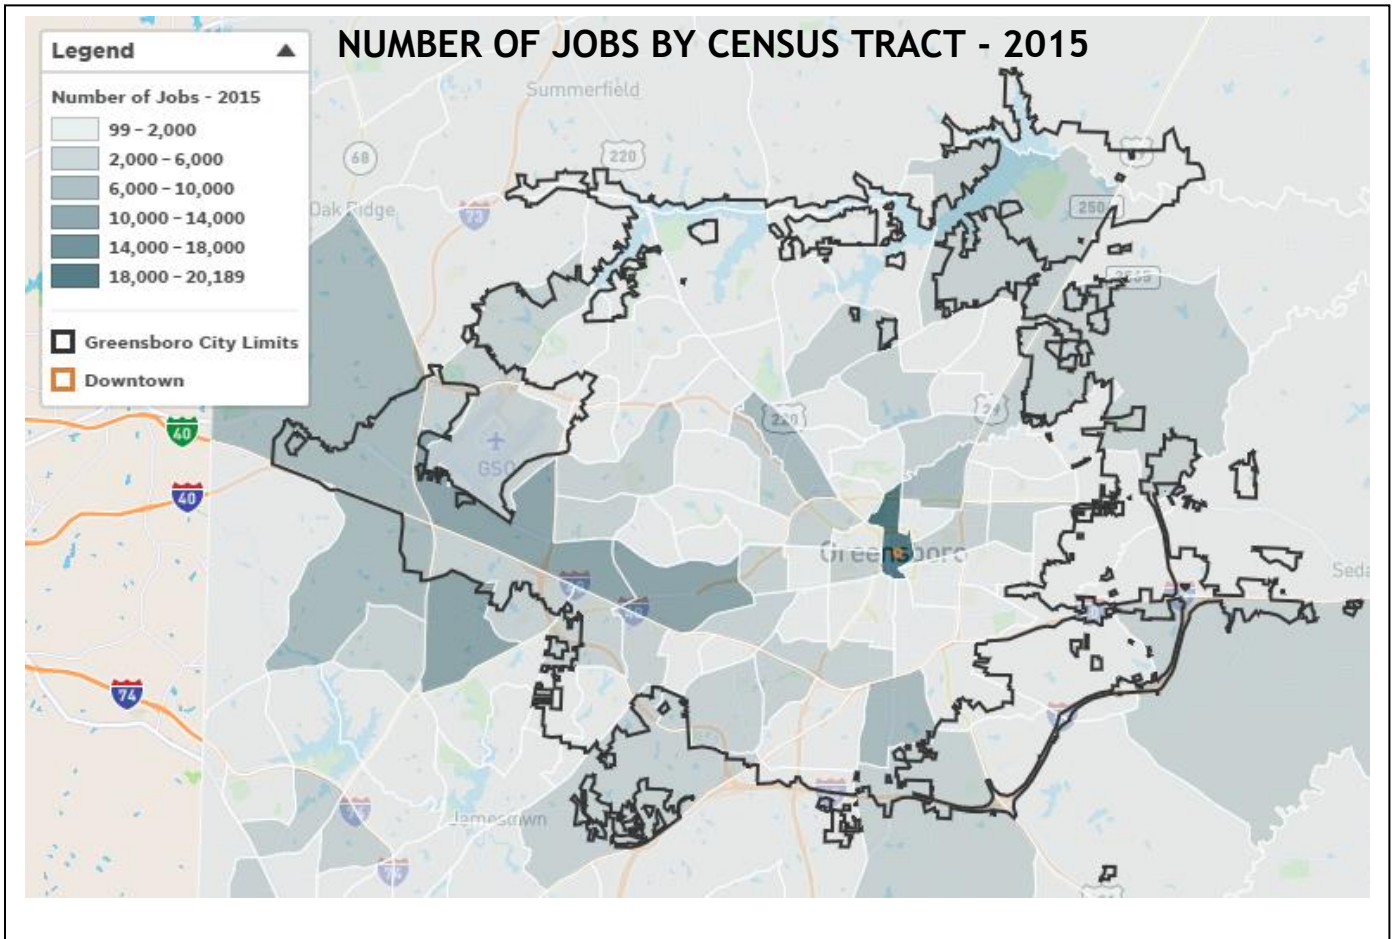 NUMBER OF JOBS BY CENSUS TRACT - 2015
Legend
Number of Jobs - 2015
99 – 2,000
2,000 – 6,000
6,000 – 10,000
10,000 – 14,000
14,000 – 18,000
18,000 – 20,189
Greensboro City Limits
Downtown
Summerfield
68
220
Oak Ridge
73
250
40
GSO
220
29
40
Greensboro
74
Jamestown